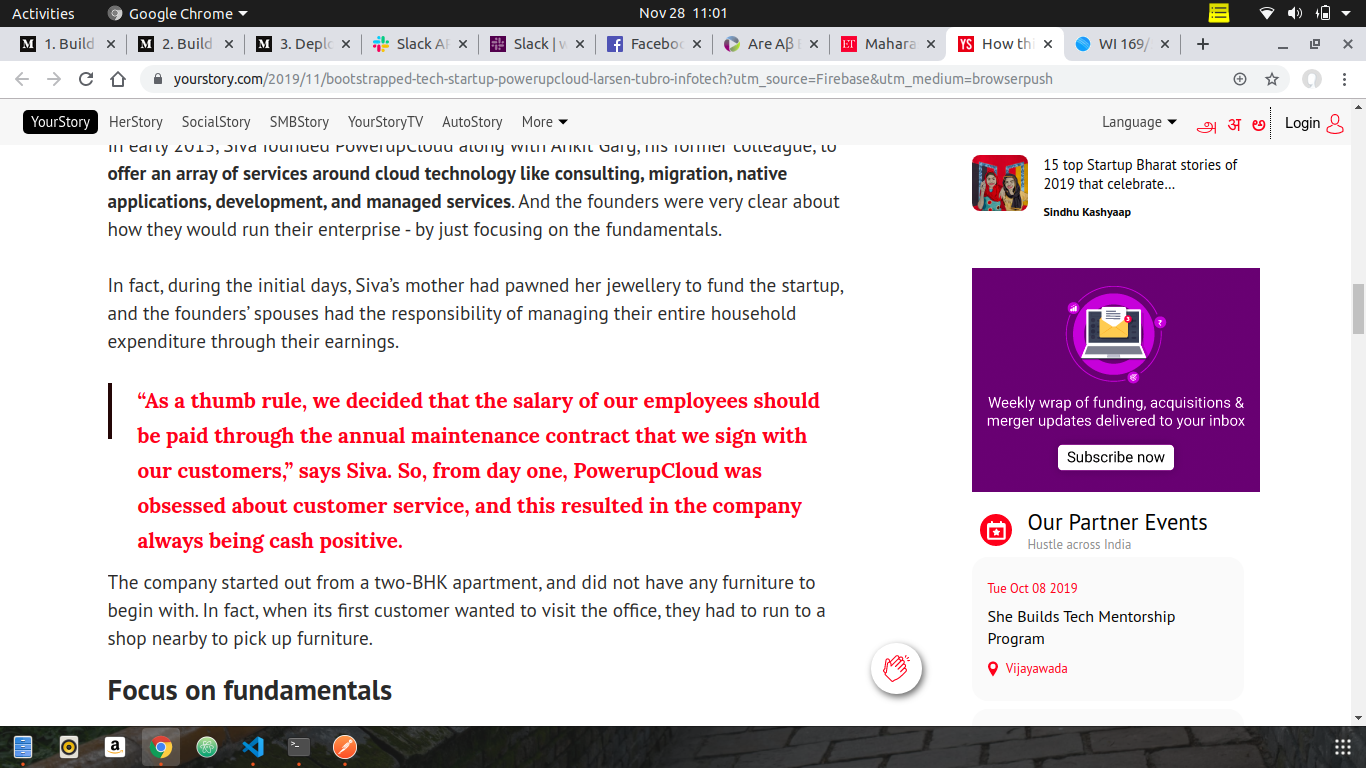 Activities
Google Chrome
Nov 28 11:01
1. Build
2. Build
3. Deplo
Slack AP
Slack | w
Faceboo
Are Aβ
Mahara
How thi
WI 169/
yourstory.com/2019/11/bootstrapped-tech-startup-powerupcloud-larsen-tubro-infotech?utm_source=Firebase&utm_medium=browserpush
YourStory HerStory SocialStory SMBStory YourStoryTV AutoStory More
Language அ अ ಅ Login
In early 2015, Siva founded PowerupCloud along with Ankit Garg, his former colleague, to
offer an array of services around cloud technology like consulting, migration, native
applications, development, and managed services. And the founders were very clear about
how they would run their enterprise - by just focusing on the fundamentals.
In fact, during the initial days, Siva’s mother had pawned her jewellery to fund the startup,
and the founders’ spouses had the responsibility of managing their entire household
expenditure through their earnings.
“As a thumb rule, we decided that the salary of our employees should
be paid through the annual maintenance contract that we sign with
our customers,” says Siva. So, from day one, PowerupCloud was
obsessed about customer service, and this resulted in the company
always being cash positive.
The company started out from a two-BHK apartment, and did not have any furniture to
begin with. In fact, when its first customer wanted to visit the office, they had to run to a
shop nearby to pick up furniture.
Focus on fundamentals
15 top Startup Bharat stories of
2019 that celebrate...
Sindhu Kashyaap
Weekly wrap of funding, acquisitions &
merger updates delivered to your inbox
Subscribe now
Our Partner Events
Hustle across India
Tue Oct 08 2019
She Builds Tech Mentorship
Program
Vijayawada